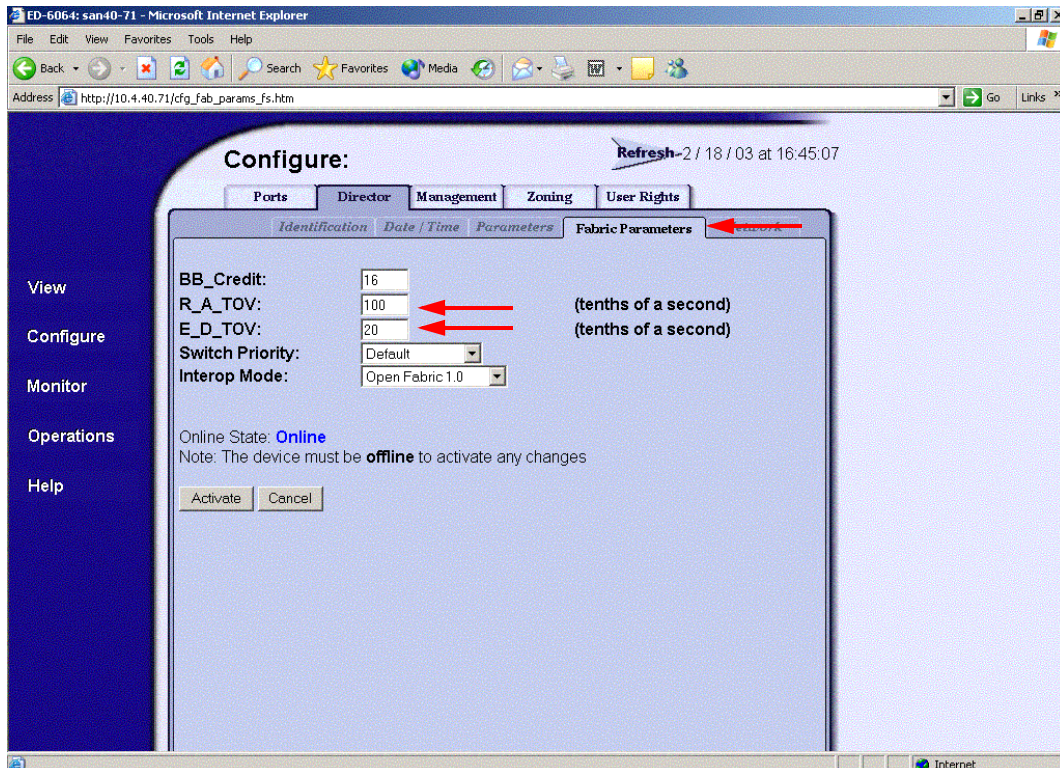 ED-6064: san40-71 - Microsoft Internet Explorer
File Edit View Favorites Tools Help
Back Search Favorites Media
Address http://10.4.40.71/cfg_fab_params_fs.htm Go Links »
Configure:
Refresh-2 / 18 / 03 at 16:45:07
Ports Director Management Zoning User Rights
Identification Date / Time Parameters Fabric Parameters
View
Configure
Monitor
Operations
Help
BB_Credit: 16
R_A_TOV: 100 (tenths of a second)
E_D_TOV: 20 (tenths of a second)
Switch Priority: Default
Interop Mode: Open Fabric 1.0
Online State: Online
Note: The device must be offline to activate any changes
Activate Cancel
Internet